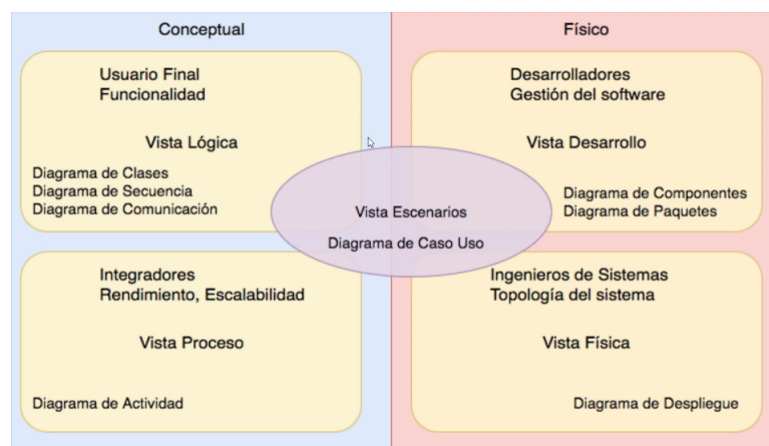 Conceptual
Físico
Usuario Final
Funcionalidad
Vista Lógica
Diagrama de Clases
Diagrama de Secuencia
Diagrama de Comunicación
Desarrolladores
Gestión del software
Vista Desarrollo
Diagrama de Componentes
Diagrama de Paquetes
Vista Escenarios
Diagrama de Caso Uso
Integradores
Rendimiento, Escalabilidad
Vista Proceso
Diagrama de Actividad
Ingenieros de Sistemas
Topología del sistema
Vista Física
Diagrama de Despliegue